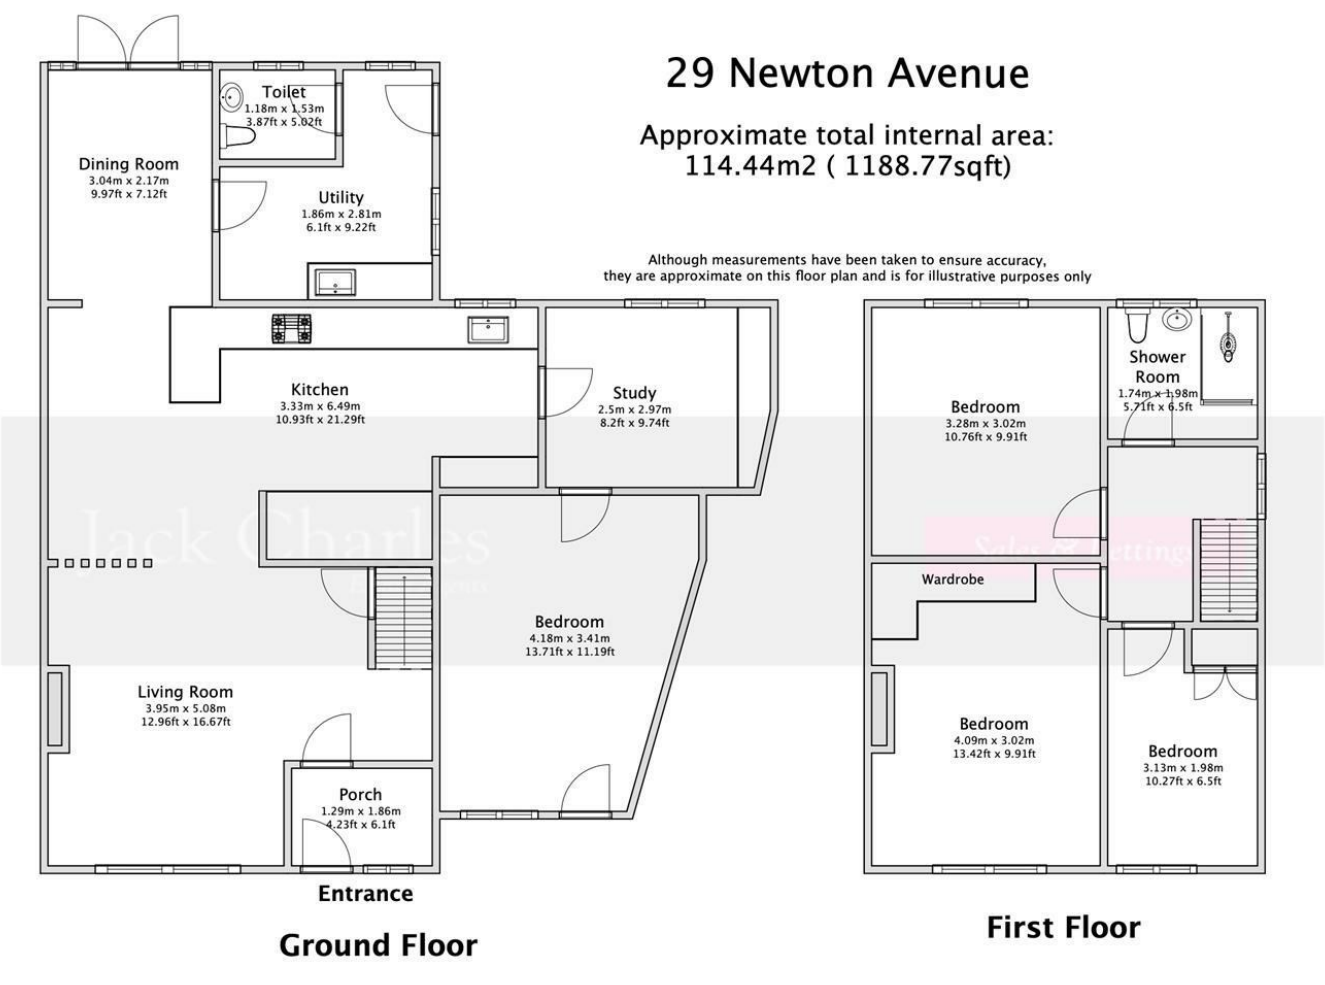 29 Newton Avenue
Approximate total internal area:
114.44m2 ( 1188.77sqft)
Although measurements have been taken to ensure accuracy,
they are approximate on this floor plan and is for illustrative purposes only
Toilet
1.18m x 1.53m
3.87ft x 5.02ft
Dining Room
3.04m x 2.17m
9.97ft x 7.12ft
Utility
1.86m x 2.81m
6.1ft x 9.22ft
Kitchen
3.33m x 6.49m
10.93ft x 21.29ft
Study
2.5m x 2.97m
8.2ft x 9.74ft
Jack Charles
Bedroom
4.18m x 3.41m
13.71ft x 11.19ft
Living Room
3.95m x 5.08m
12.96ft x 16.67ft
Porch
1.29m x 1.86m
4.23ft x 6.1ft
Entrance
Ground Floor
Shower
Room
1.74m x 1.98m
5.71ft x 6.5ft
Bedroom
3.28m x 3.02m
10.76ft x 9.91ft
Sales & Lettings
Wardrobe
Bedroom
4.09m x 3.02m
13.42ft x 9.91ft
Bedroom
3.13m x 1.98m
10.27ft x 6.5ft
First Floor